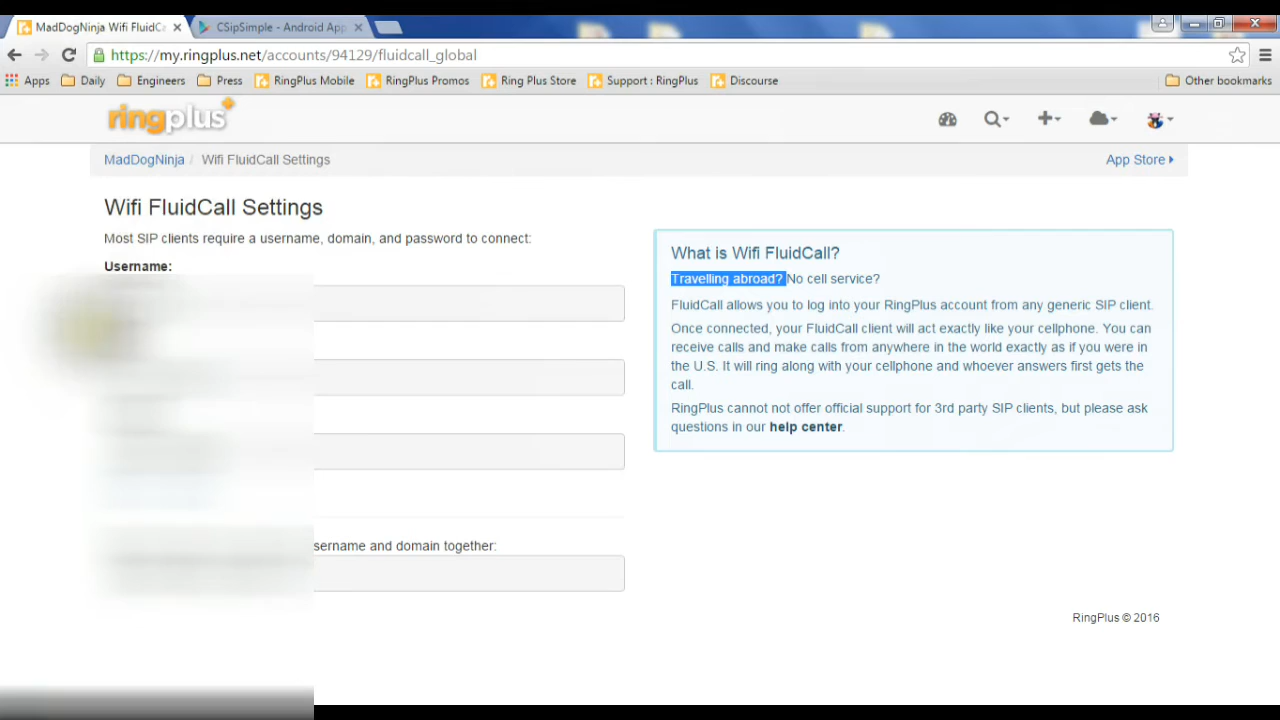 MadDogNinja Wifi FluidCa
CSipSimple - Android App
https://my.ringplus.net/accounts/94129/fluidcall_global
Apps Daily Engineers Press RingPlus Mobile RingPlus Promos Ring Plus Store Support : RingPlus Discourse Other bookmarks
ringplus
MadDogNinja / Wifi FluidCall Settings
App Store
Wifi FluidCall Settings
Most SIP clients require a username, domain, and password to connect:
Username:
sername and domain together:
What is Wifi FluidCall?
Travelling abroad? No cell service?
FluidCall allows you to log into your RingPlus account from any generic SIP client.
Once connected, your FluidCall client will act exactly like your cellphone. You can
receive calls and make calls from anywhere in the world exactly as if you were in
the U.S. It will ring along with your cellphone and whoever answers first gets the
call.
RingPlus cannot not offer official support for 3rd party SIP clients, but please ask
questions in our help center.
RingPlus © 2016